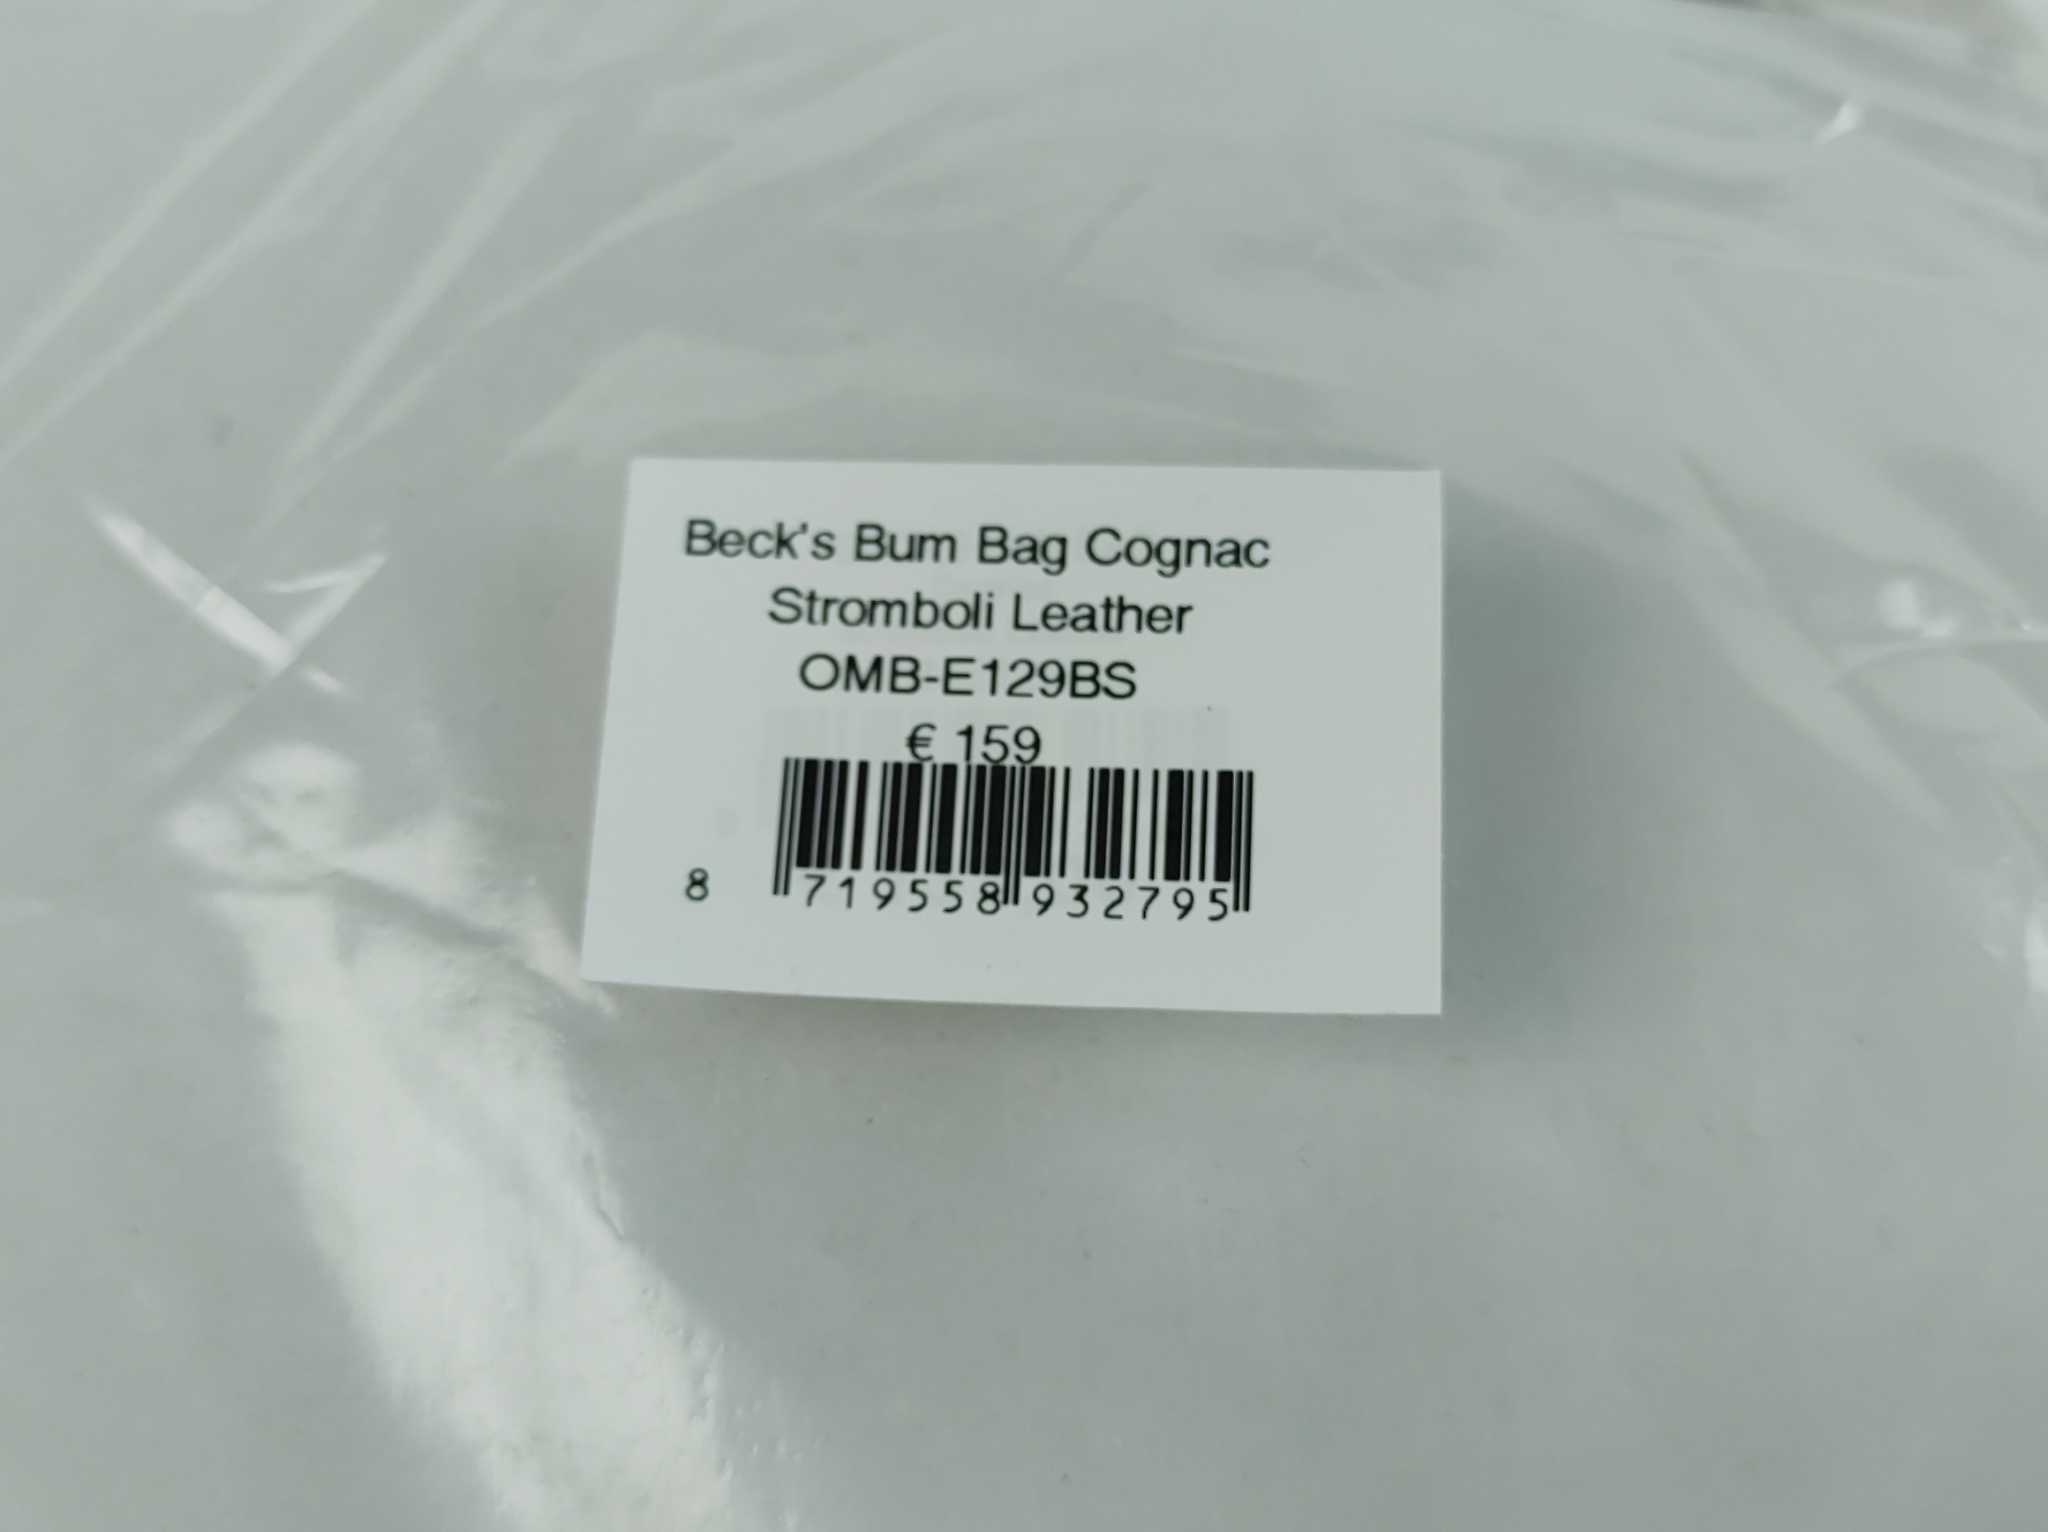 Beck's Bum Bag Cognac
Stromboli Leather
OMB-E129BS
€ 159
8 719558 932795